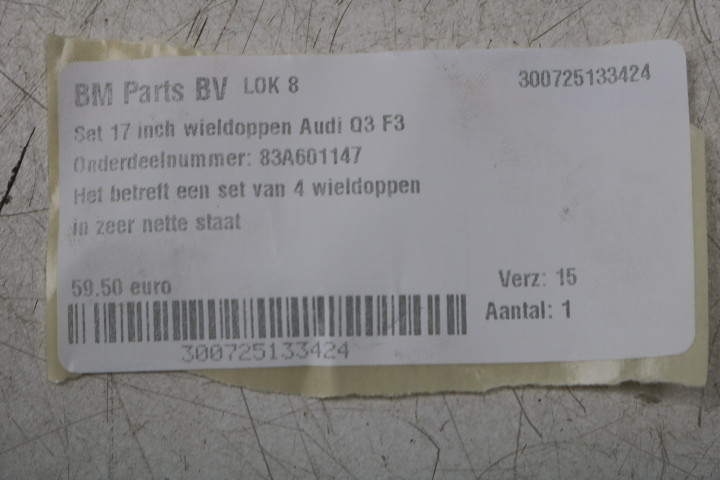 BM Parts BV LOK 8 300725133424
Set 17 inch wieldoppen Audi Q3 F3
Onderdeelnummer: 83A601147
Het betreft een set van 4 wieldoppen
in zeer nette staat
59.50 euro Verz: 15
Aantal: 1
300725133424